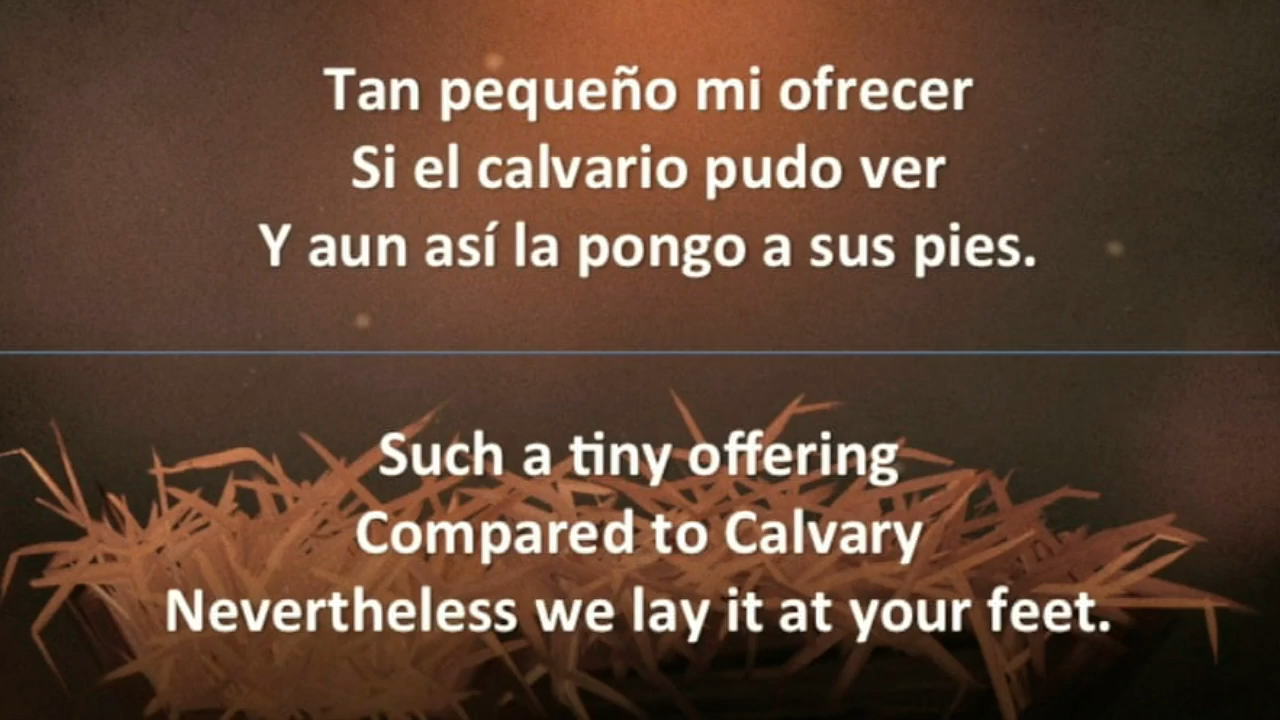 Tan pequeño mi ofrecer
Si el calvario pudo ver
Y aun así la pongo a sus pies.
Such a tiny offering
Compared to Calvary
Nevertheless we lay it at your feet.